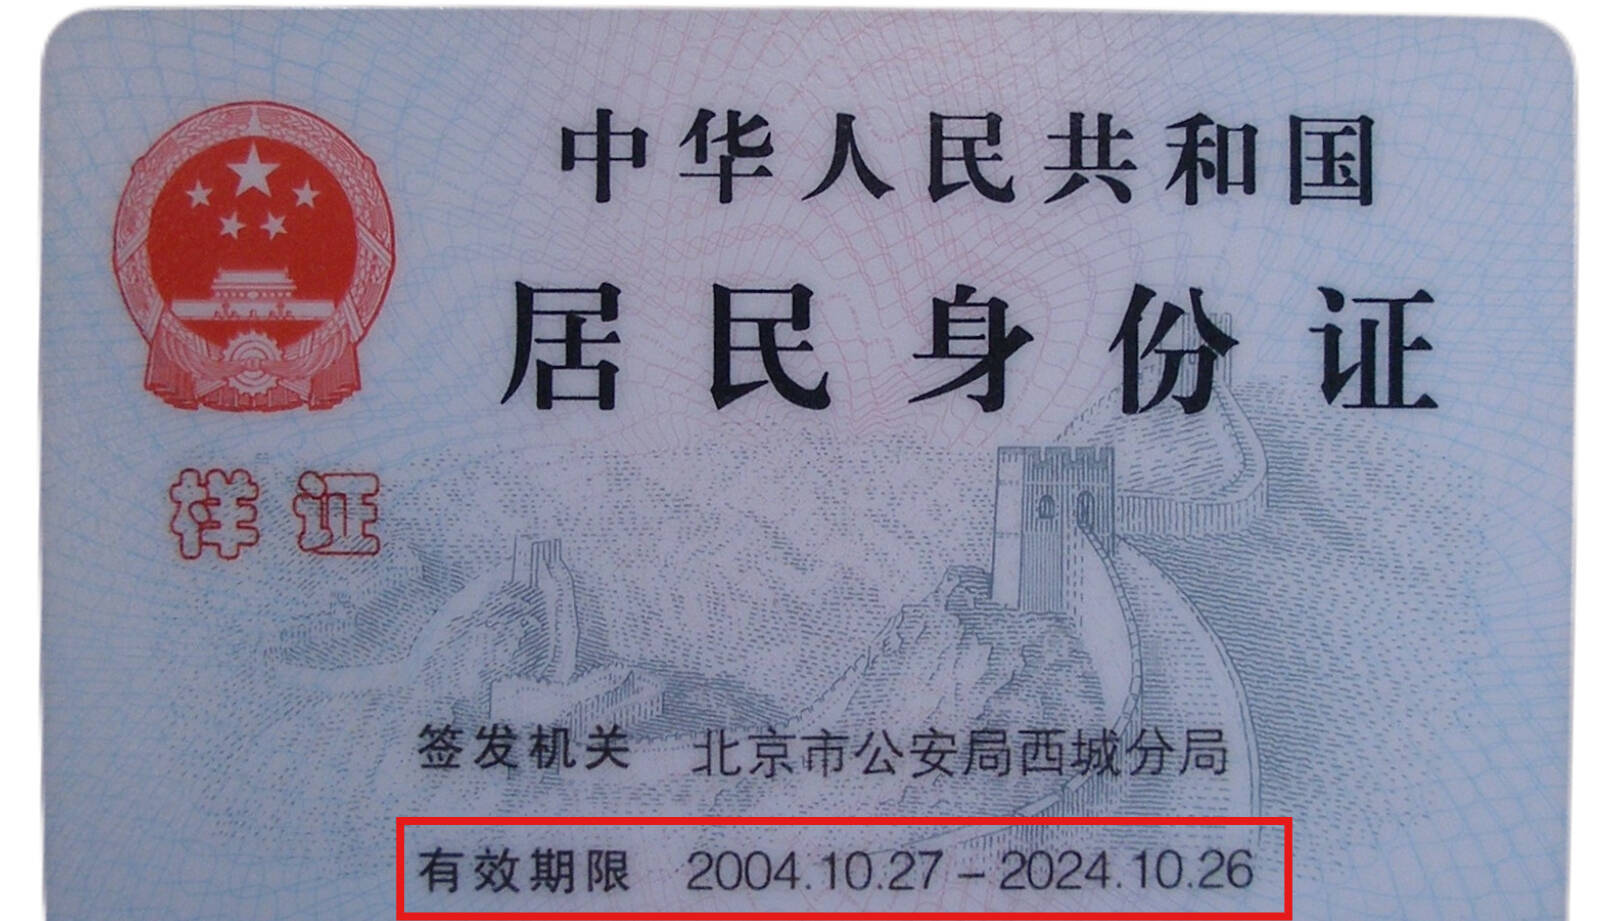 中华人民共和国
居民身份证
样证
签发机关 北京市公安局西城分局
有效期限 2004.10.27－2024.10.26